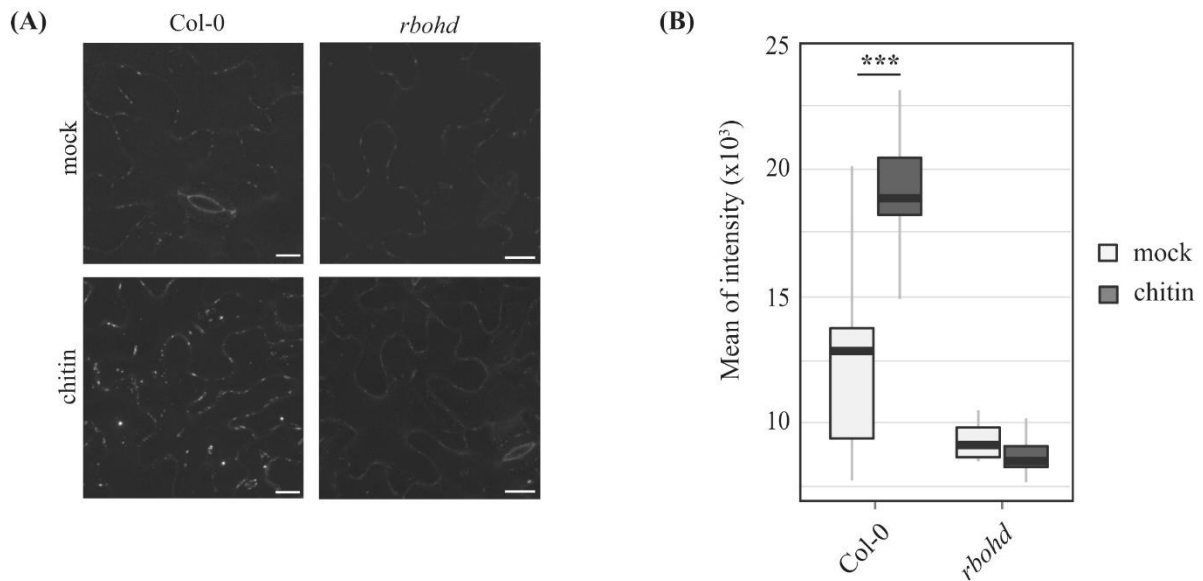 (A)
Col-0
rbohd
mock
chitin
(B)
Mean of intensity (x10³)
25
20
15
10
***
Col-0
rbohd
mock
chitin